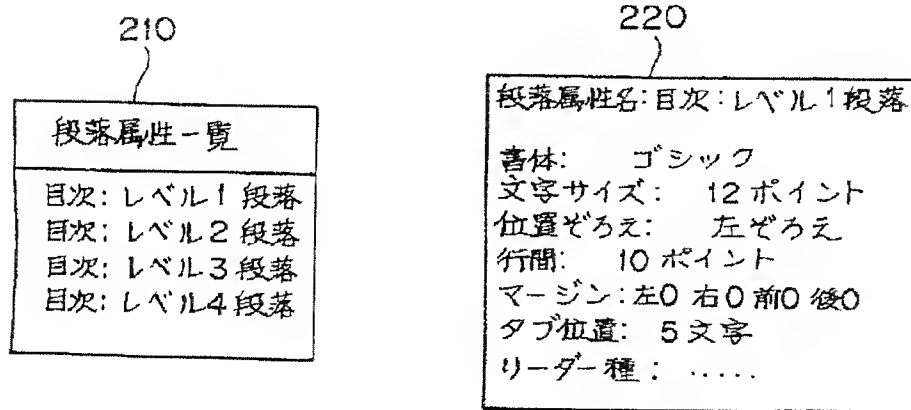 210
段落属性一覧
目次:レベル1段落
目次:レベル2段落
目次:レベル3段落
目次:レベル4段落
220
段落属性名:目次:レベル1段落
書体: ゴシック
文字サイズ: 12ポイント
位置ぞろえ: 左ぞろえ
行間: 10ポイント
マージン:左0 右0 前0 後0
タブ位置: 5文字
リーダー種: .....